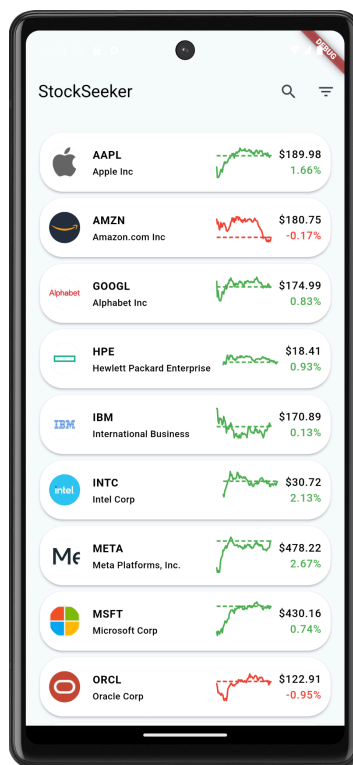 DEBUG
StockSeeker
AAPL
$189.98
Apple Inc
1.66%
AMZN
$180.75
Amazon.com Inc
-0.17%
Alphabet
GOOGL
$174.99
Alphabet Inc
0.83%
HPE
$18.41
Hewlett Packard Enterprise
0.93%
IBM
IBM
$170.89
International Business
0.13%
intel
INTC
$30.72
Intel Corp
2.13%
Me
META
$478.22
Meta Platforms, Inc.
2.67%
MSFT
$430.16
Microsoft Corp
0.74%
ORCL
$122.91
Oracle Corp
-0.95%